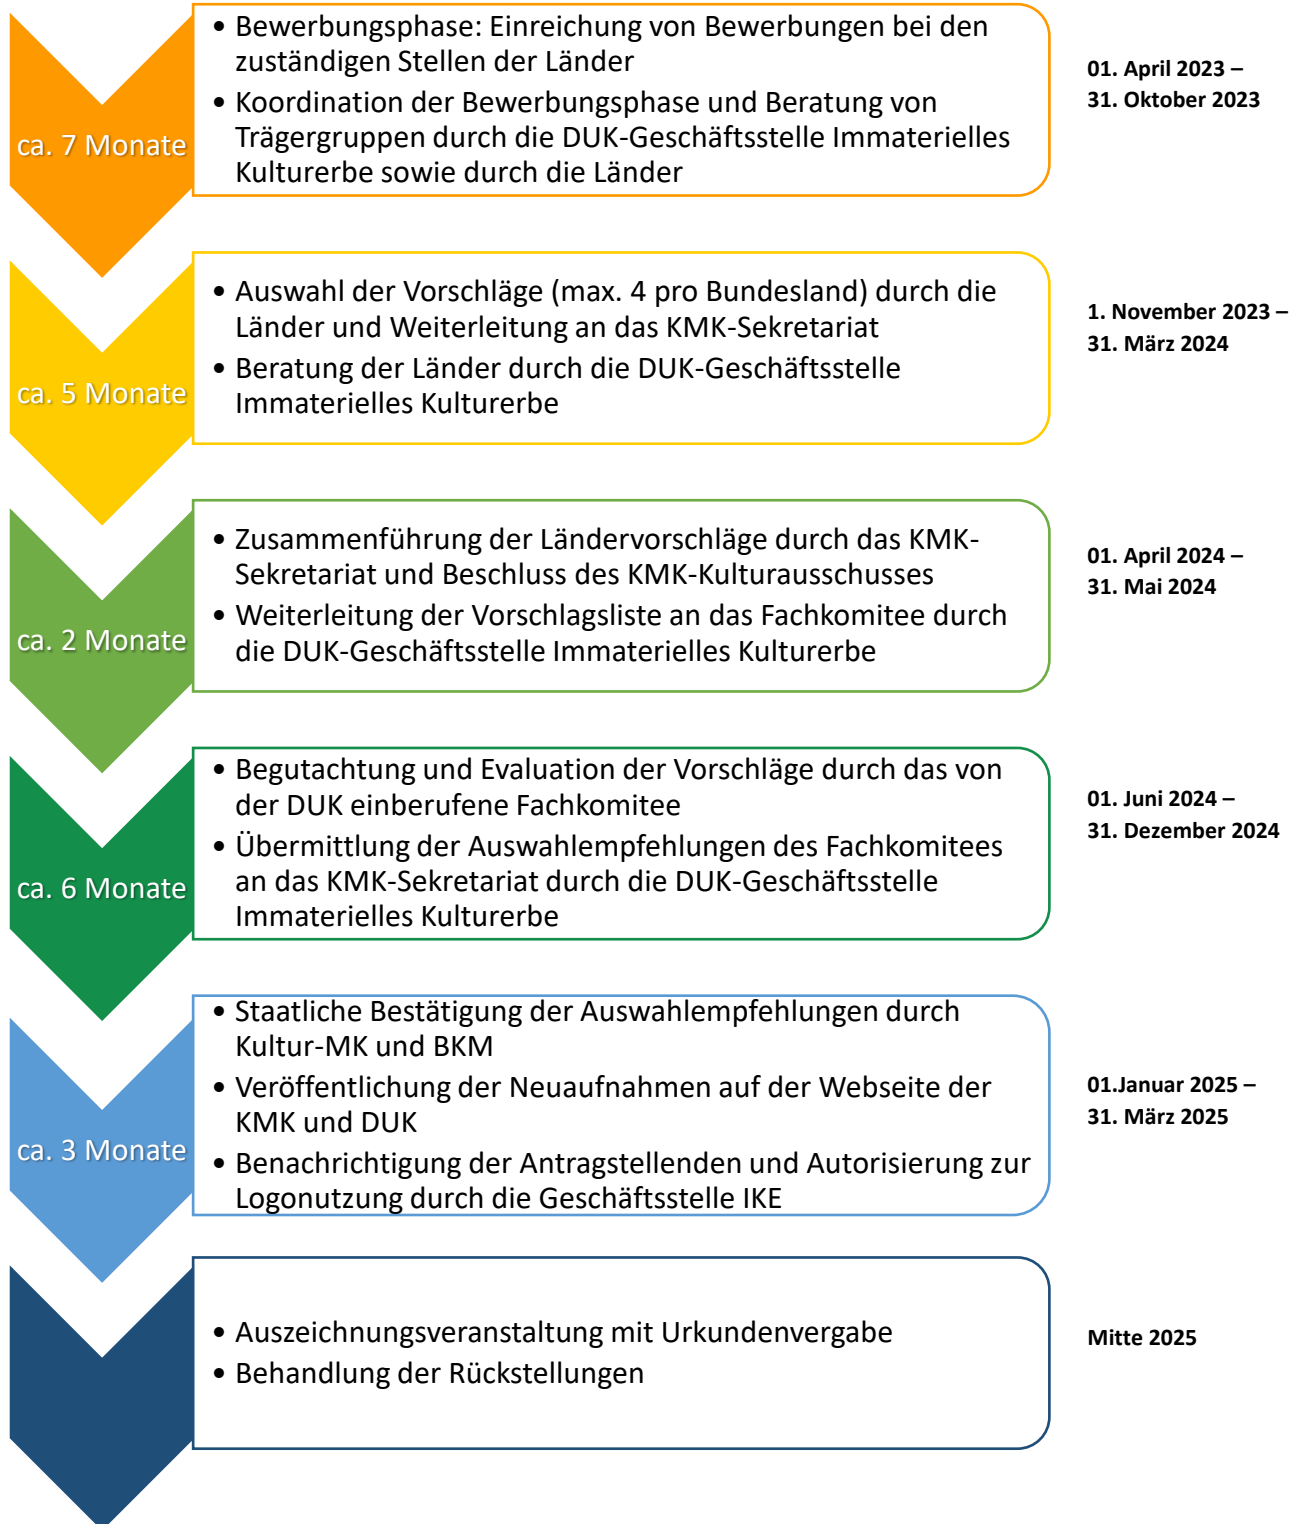 • Bewerbungsphase: Einreichung von Bewerbungen bei den
zuständigen Stellen der Länder
• Koordination der Bewerbungsphase und Beratung von
Trägergruppen durch die DUK-Geschäftsstelle Immaterielles
Kulturerbe sowie durch die Länder
ca. 7 Monate
01. April 2023 –
31. Oktober 2023
• Auswahl der Vorschläge (max. 4 pro Bundesland) durch die
Länder und Weiterleitung an das KMK-Sekretariat
• Beratung der Länder durch die DUK-Geschäftsstelle
Immaterielles Kulturerbe
ca. 5 Monate
1. November 2023 –
31. März 2024
• Zusammenführung der Ländervorschläge durch das KMK-
Sekretariat und Beschluss des KMK-Kulturausschusses
• Weiterleitung der Vorschlagsliste an das Fachkomitee durch
die DUK-Geschäftsstelle Immaterielles Kulturerbe
ca. 2 Monate
01. April 2024 –
31. Mai 2024
• Begutachtung und Evaluation der Vorschläge durch das von
der DUK einberufene Fachkomitee
• Übermittlung der Auswahlempfehlungen des Fachkomitees
an das KMK-Sekretariat durch die DUK-Geschäftsstelle
Immaterielles Kulturerbe
ca. 6 Monate
01. Juni 2024 –
31. Dezember 2024
• Staatliche Bestätigung der Auswahlempfehlungen durch
Kultur-MK und BKM
• Veröffentlichung der Neuaufnahmen auf der Webseite der
KMK und DUK
• Benachrichtigung der Antragstellenden und Autorisierung zur
Logonutzung durch die Geschäftsstelle IKE
ca. 3 Monate
01.Januar 2025 –
31. März 2025
• Auszeichnungsveranstaltung mit Urkundenvergabe
• Behandlung der Rückstellungen
Mitte 2025